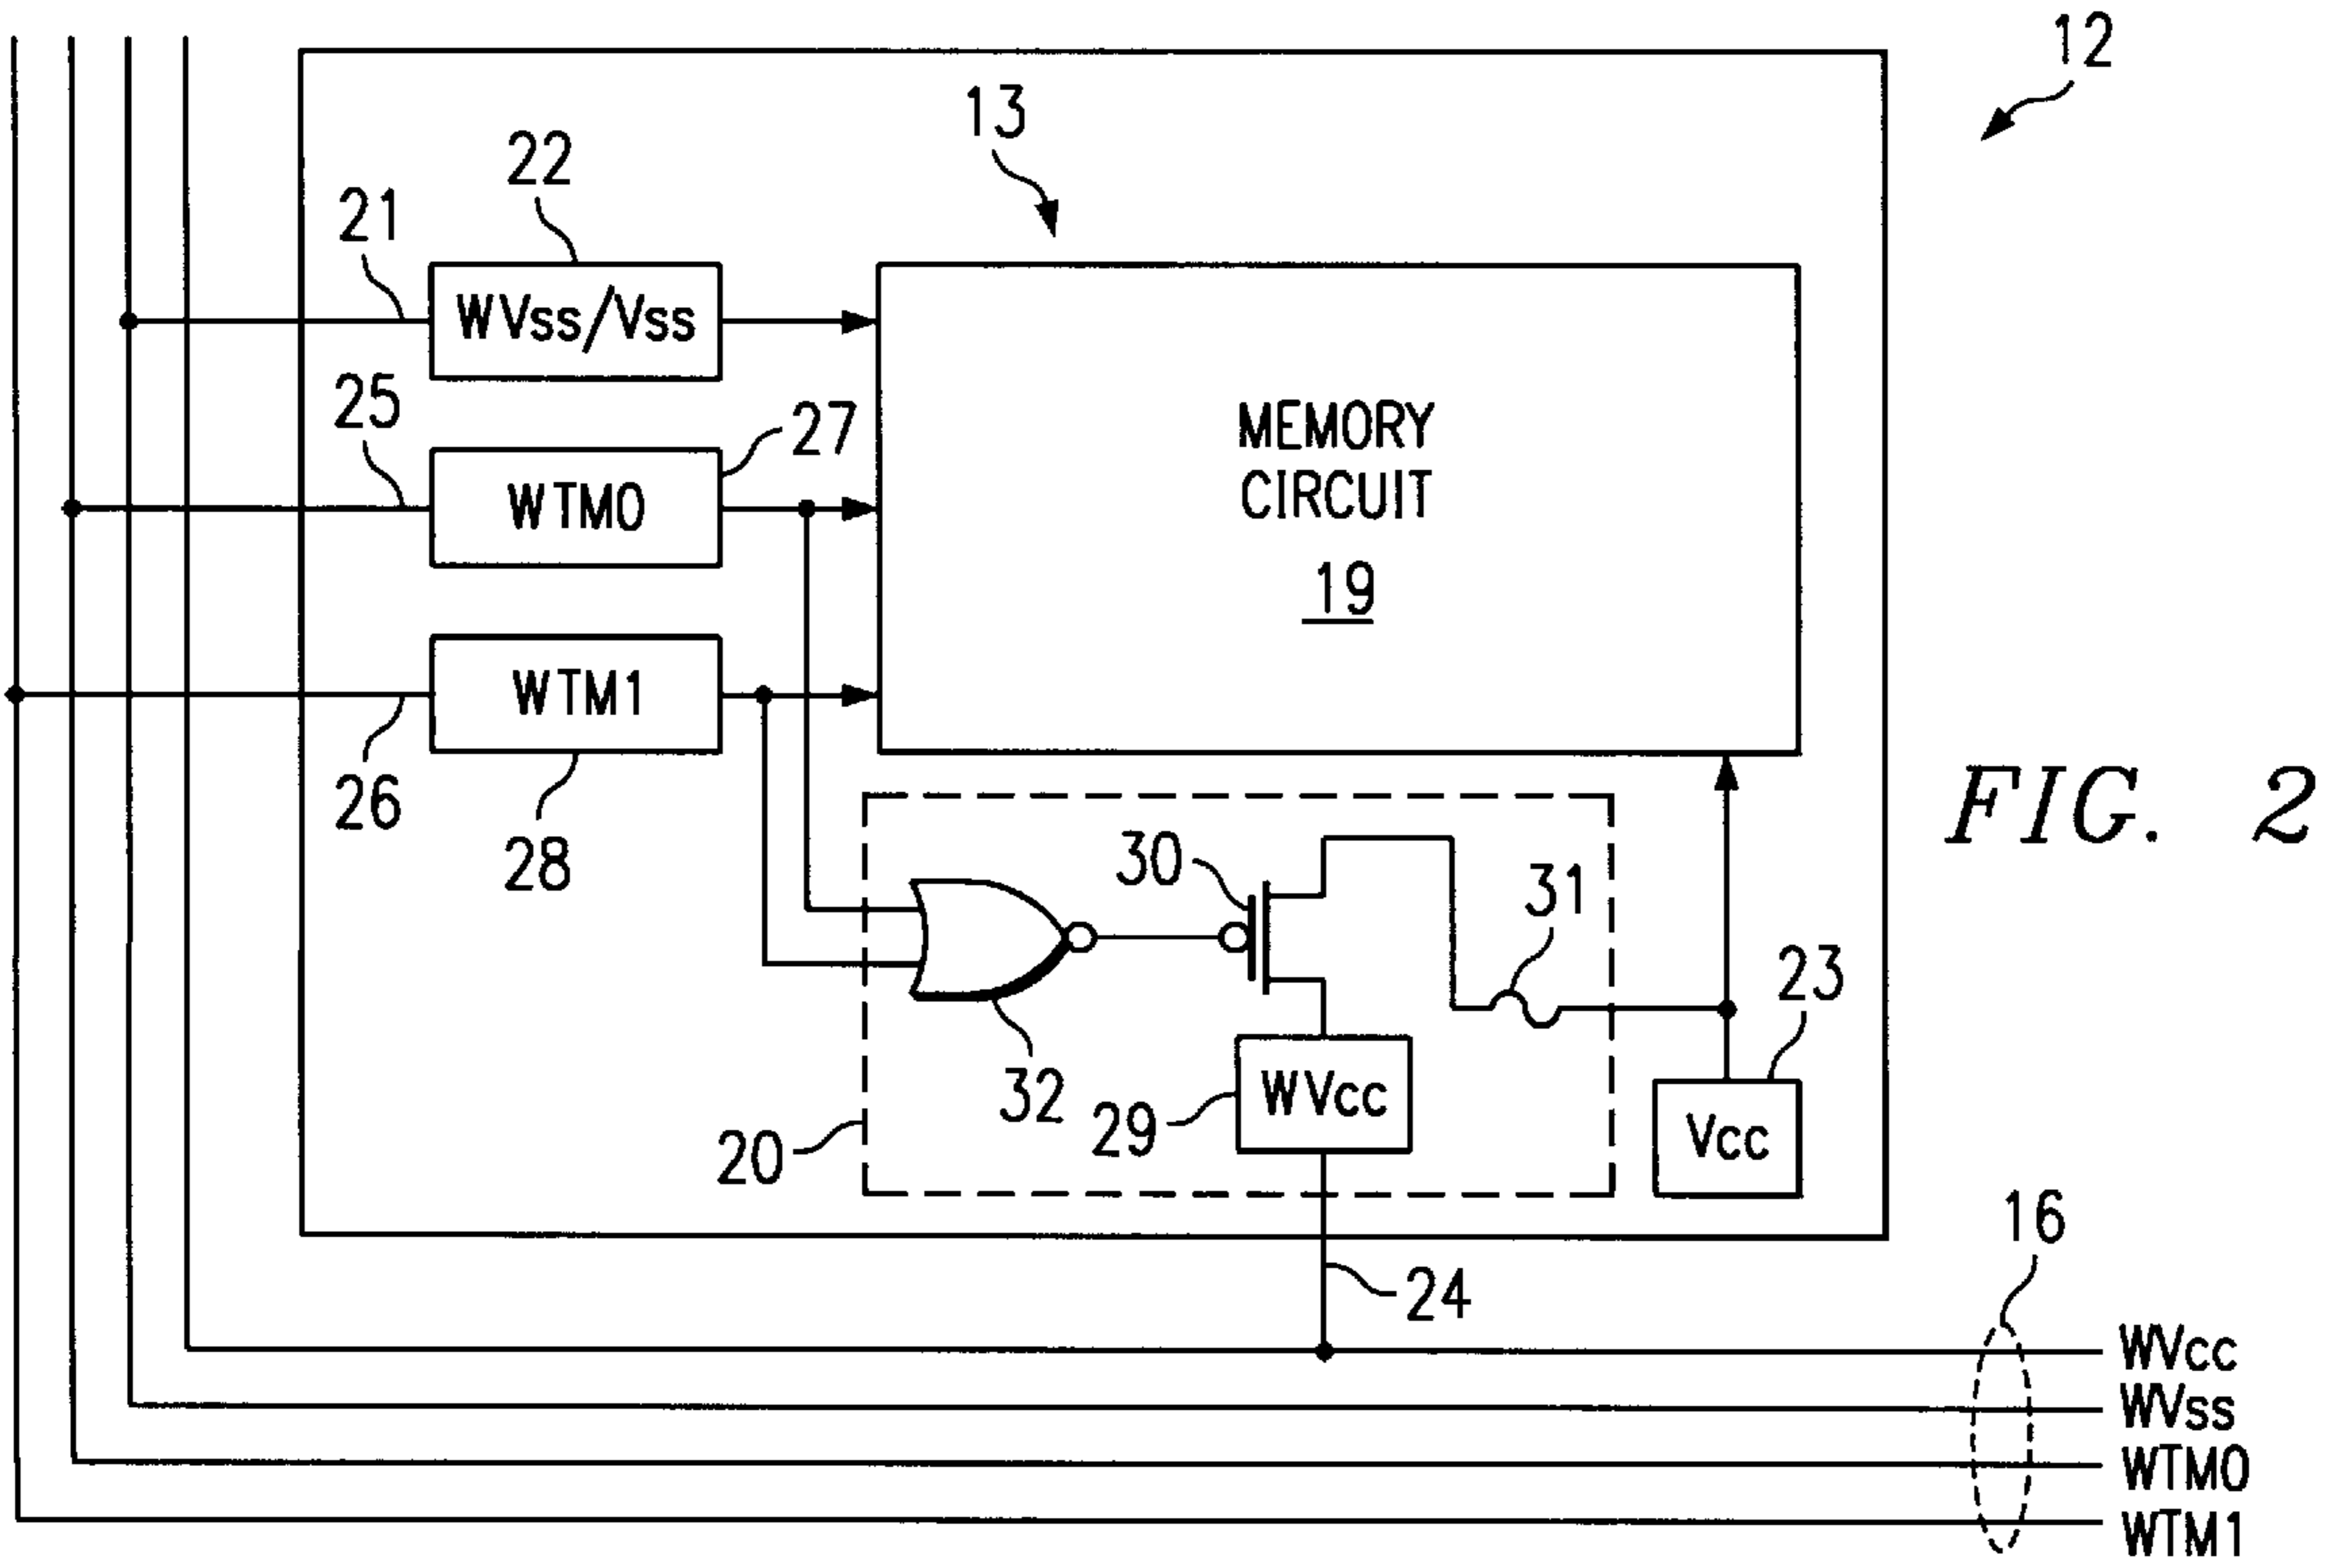 12
13
22
21
WVss/Vss
25
27
WTM0
MEMORY
CIRCUIT
19
WTM1
26
28
FIG. 2
30
31
23
32
29
WVcc
20
Vcc
16
24
WVcc
WVss
WTM0
WTM1